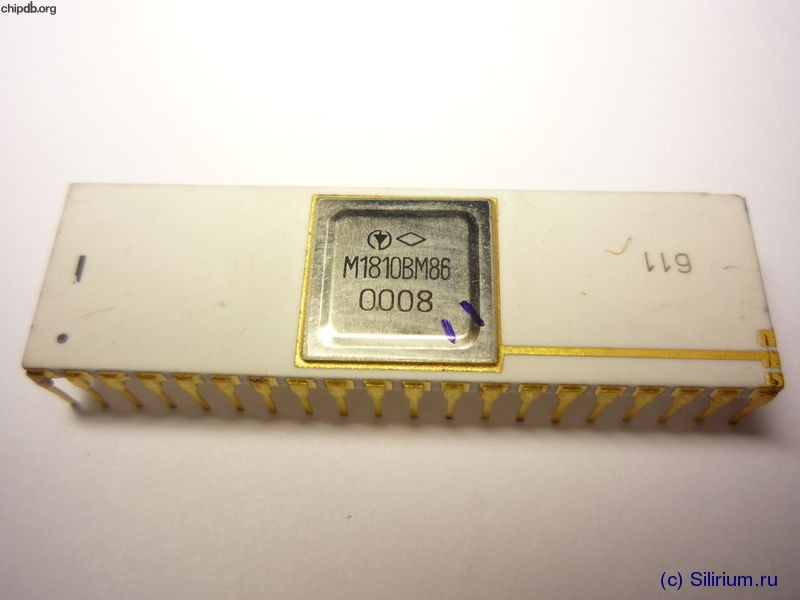 chipdb.org
М1810ВМ86
0008
611
(c) Silirium.ru